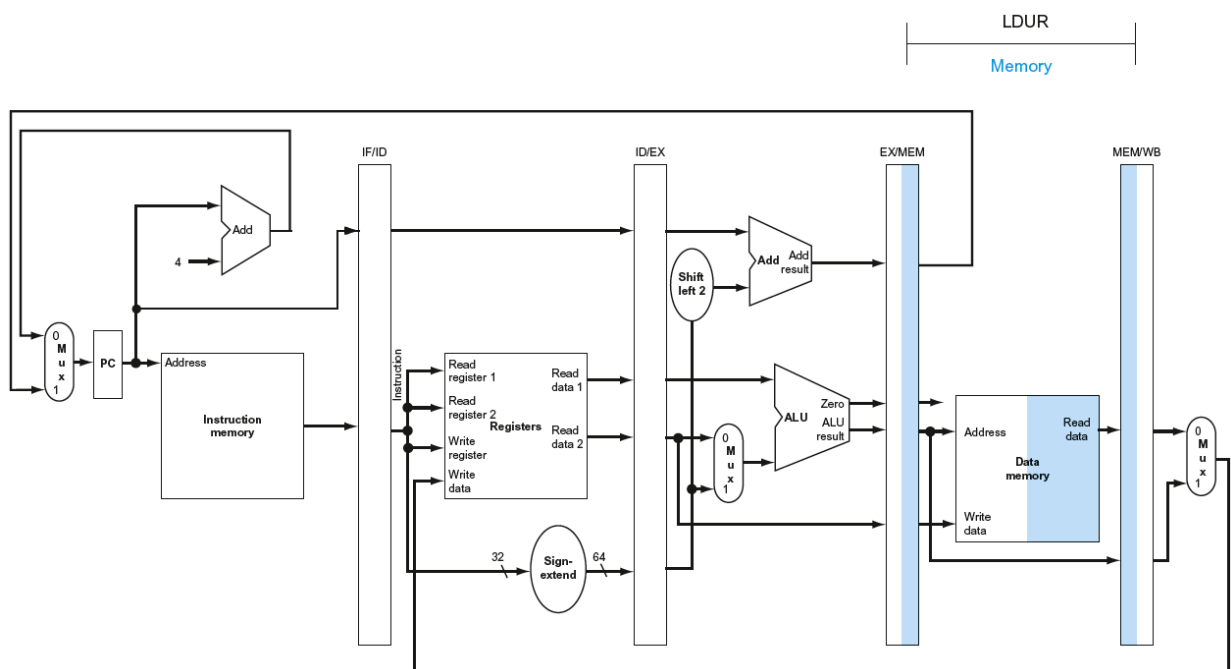 LDUR
Memory
IF/ID
ID/EX
EX/MEM
MEM/WB
Add
4
Add
Add
result
Shift
left 2
0
M
u
x
1
PC
Address
Instruction
memory
Instruction
Read
register 1
Read
register 2
Write
register
Write
data
Registers
Read
data 1
Read
data 2
0
M
u
x
1
Zero
ALU
ALU
result
Address
Read
data
Data
memory
Write
data
0
M
u
x
1
32
Sign-
extend
64